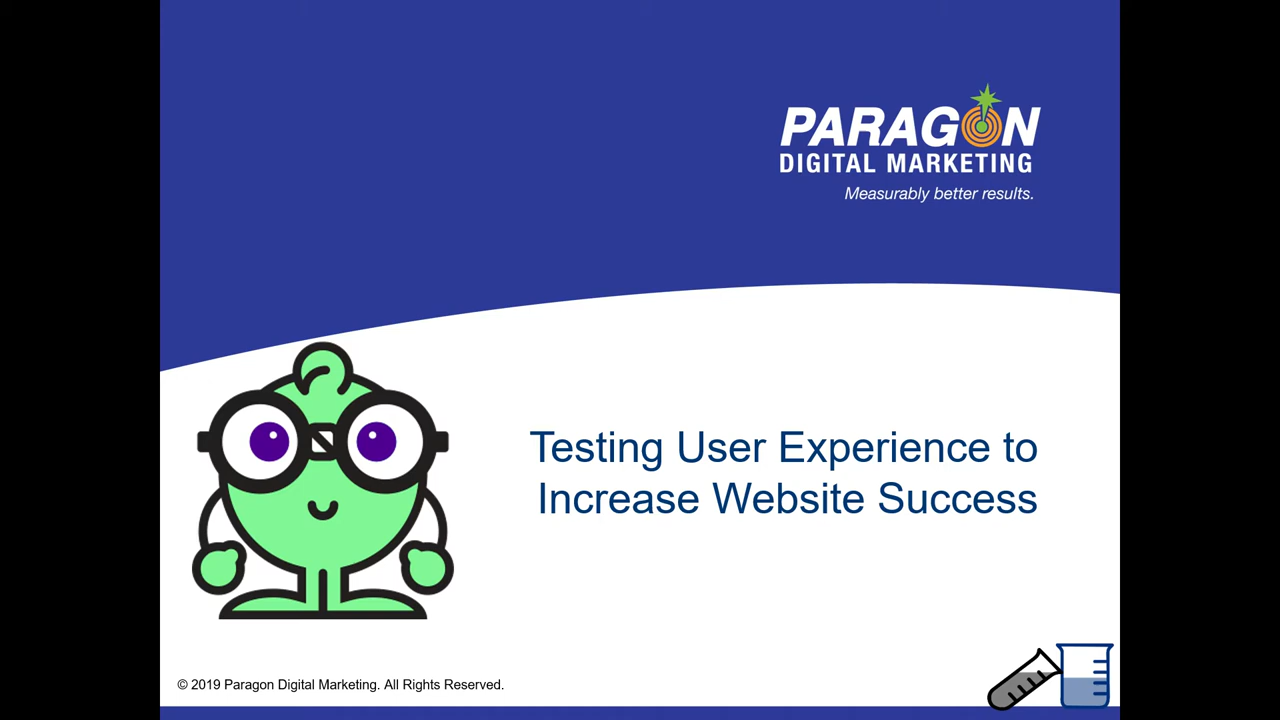 PARAGON
DIGITAL MARKETING
Measurably better results.
Testing User Experience to
Increase Website Success
© 2019 Paragon Digital Marketing. All Rights Reserved.